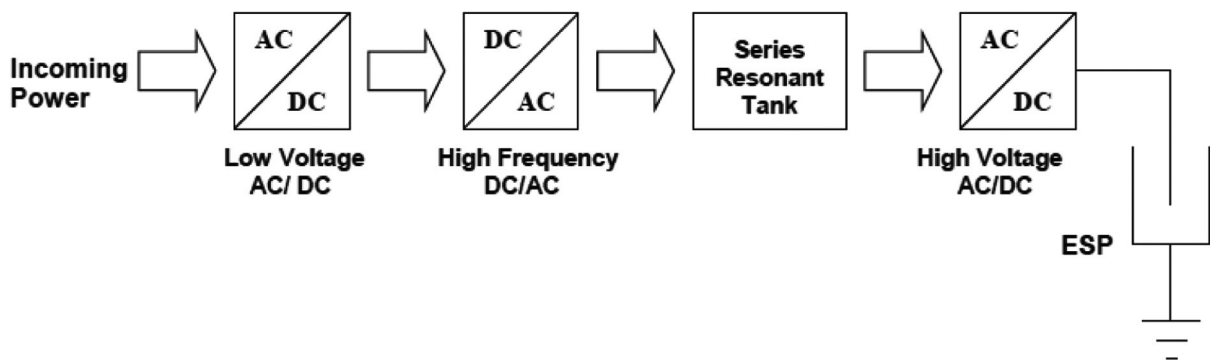 Incoming
Power
AC
DC
Low Voltage
AC/ DC
DC
AC
High Frequency
DC/AC
Series
Resonant
Tank
AC
DC
High Voltage
AC/DC
ESP